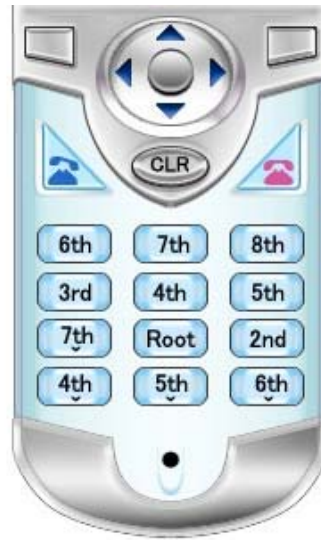 CLR
6th 7th 8th
3rd 4th 5th
7th Root 2nd
4th 5th 6th